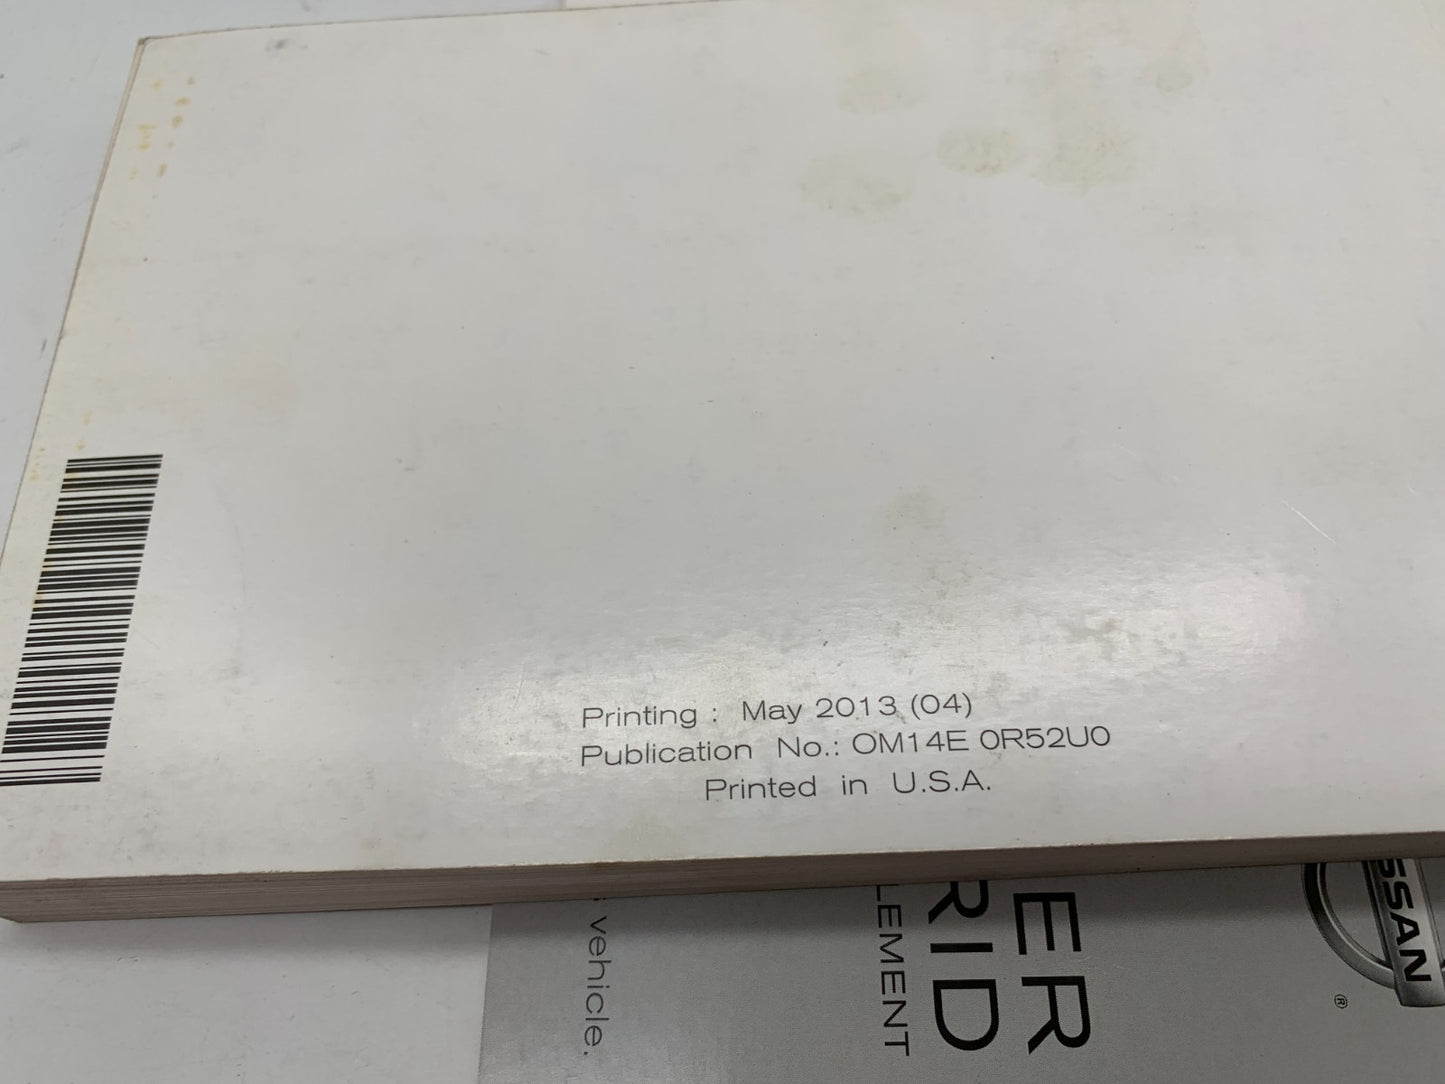 Printing : May 2013 (04)
Publication No.: OM14E 0R52U0
Printed in U.S.A.
ER
RID
LEMENT
vehicle.
SSAN
®